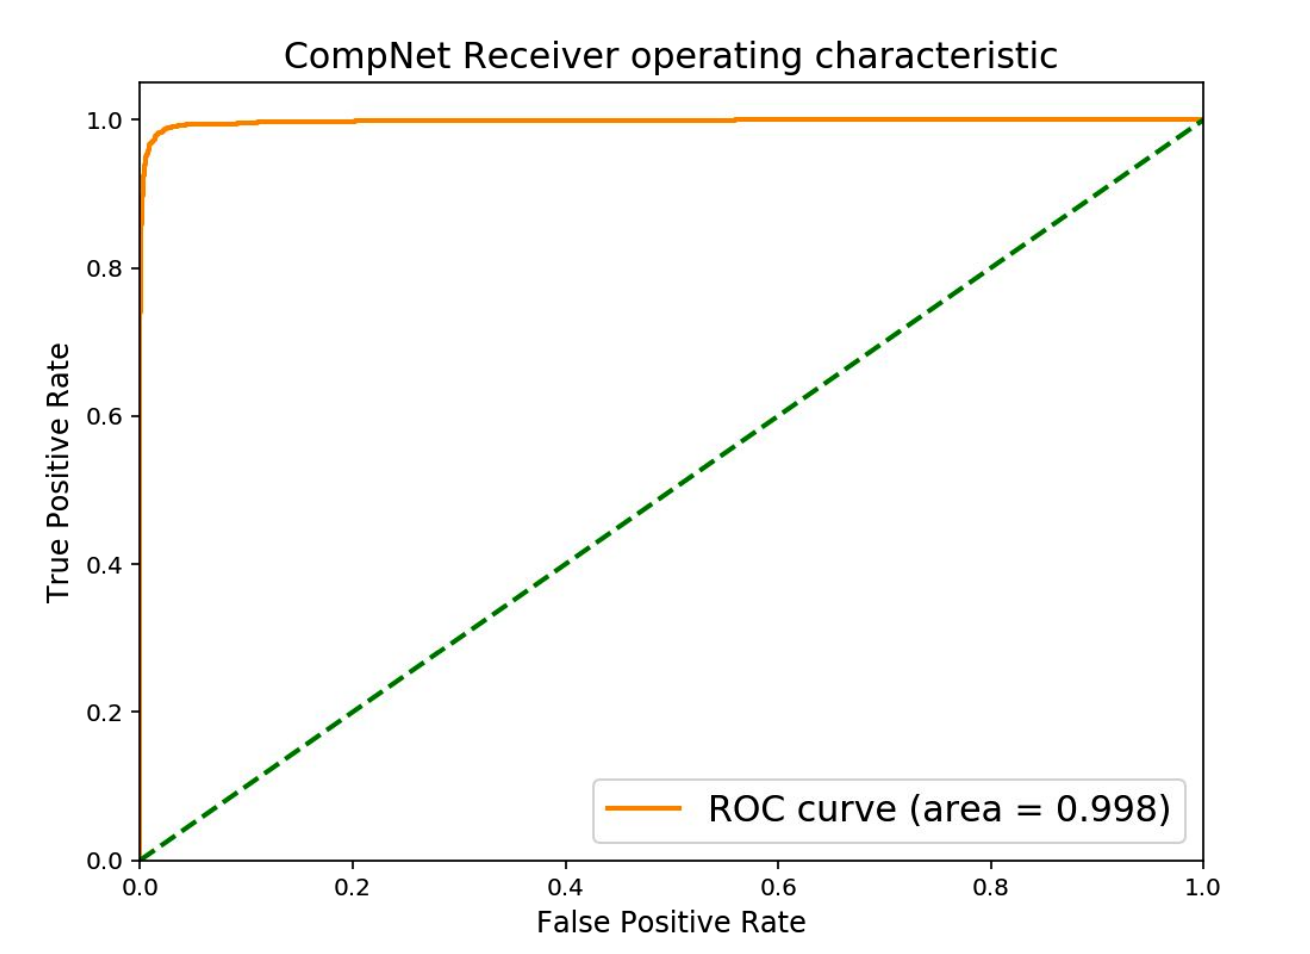 CompNet Receiver operating characteristic
True Positive Rate
1.0
0.8
0.6
0.4
0.2
0.0
ROC curve (area = 0.998)
0.0 0.2 0.4 0.6 0.8 1.0
False Positive Rate